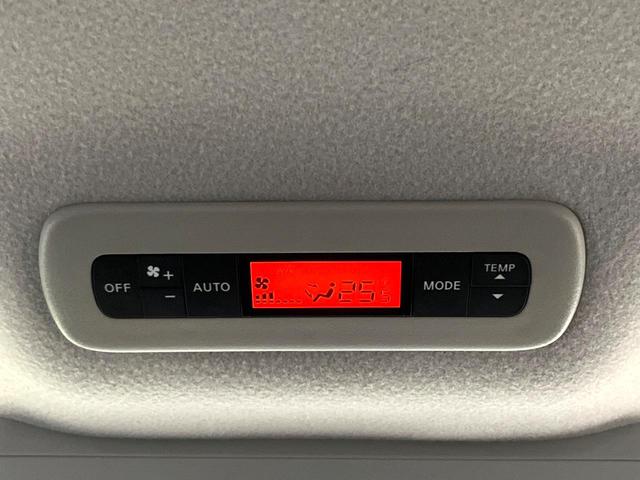 OFF
+
−
AUTO
25.5
MODE
TEMP